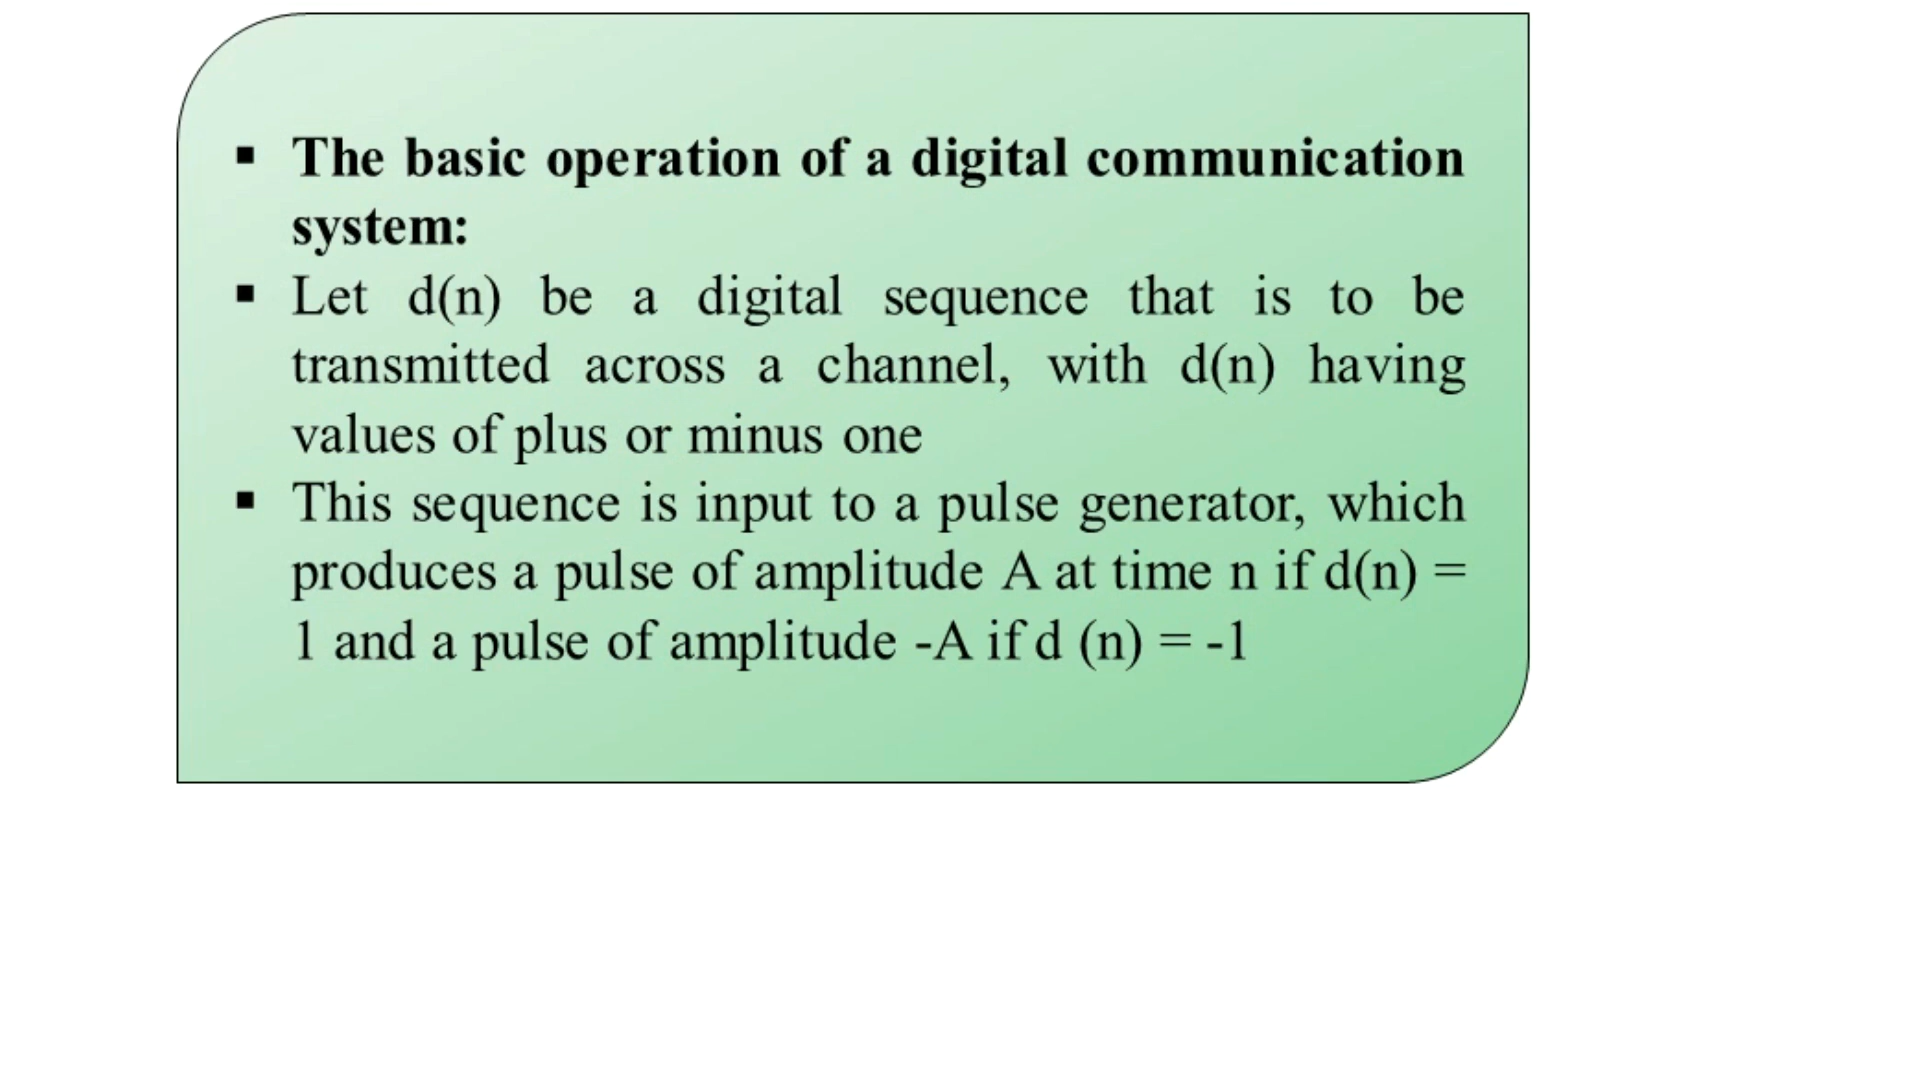 ▪ The basic operation of a digital communication
system:
▪ Let d(n) be a digital sequence that is to be
transmitted across a channel, with d(n) having
values of plus or minus one
▪ This sequence is input to a pulse generator, which
produces a pulse of amplitude A at time n if d(n) =
1 and a pulse of amplitude -A if d (n) = -1